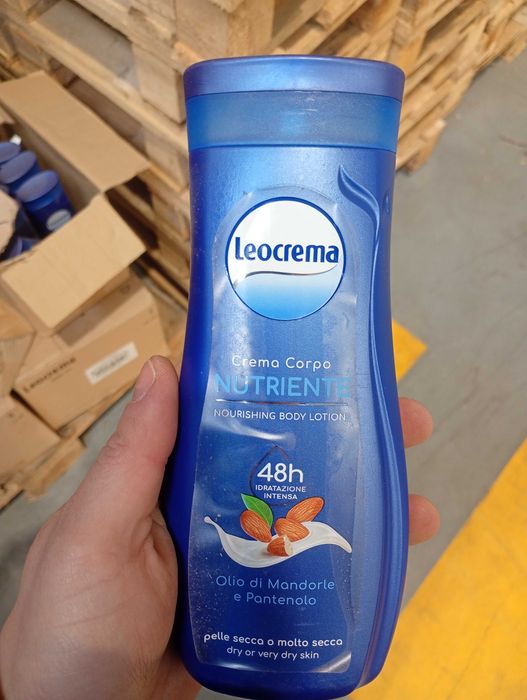 Leocrema
Crema Corpo
NUTRIENTE
NOURISHING BODY LOTION
48h
IDRATAZIONE
INTENSA
Olio di Mandorle
e Pantenolo
pelle secca o molto secca
dry or very dry skin
LEOCREMA